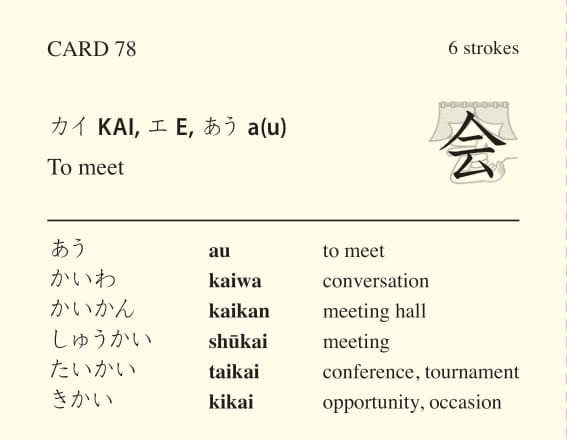 CARD 78 6 strokes
カイ KAI, エ E, あう a(u)
会
To meet
あう au to meet
かいわ kaiwa conversation
かいかん kaikan meeting hall
しゅうかい shūkai meeting
たいかい taikai conference, tournament
きかい kikai opportunity, occasion